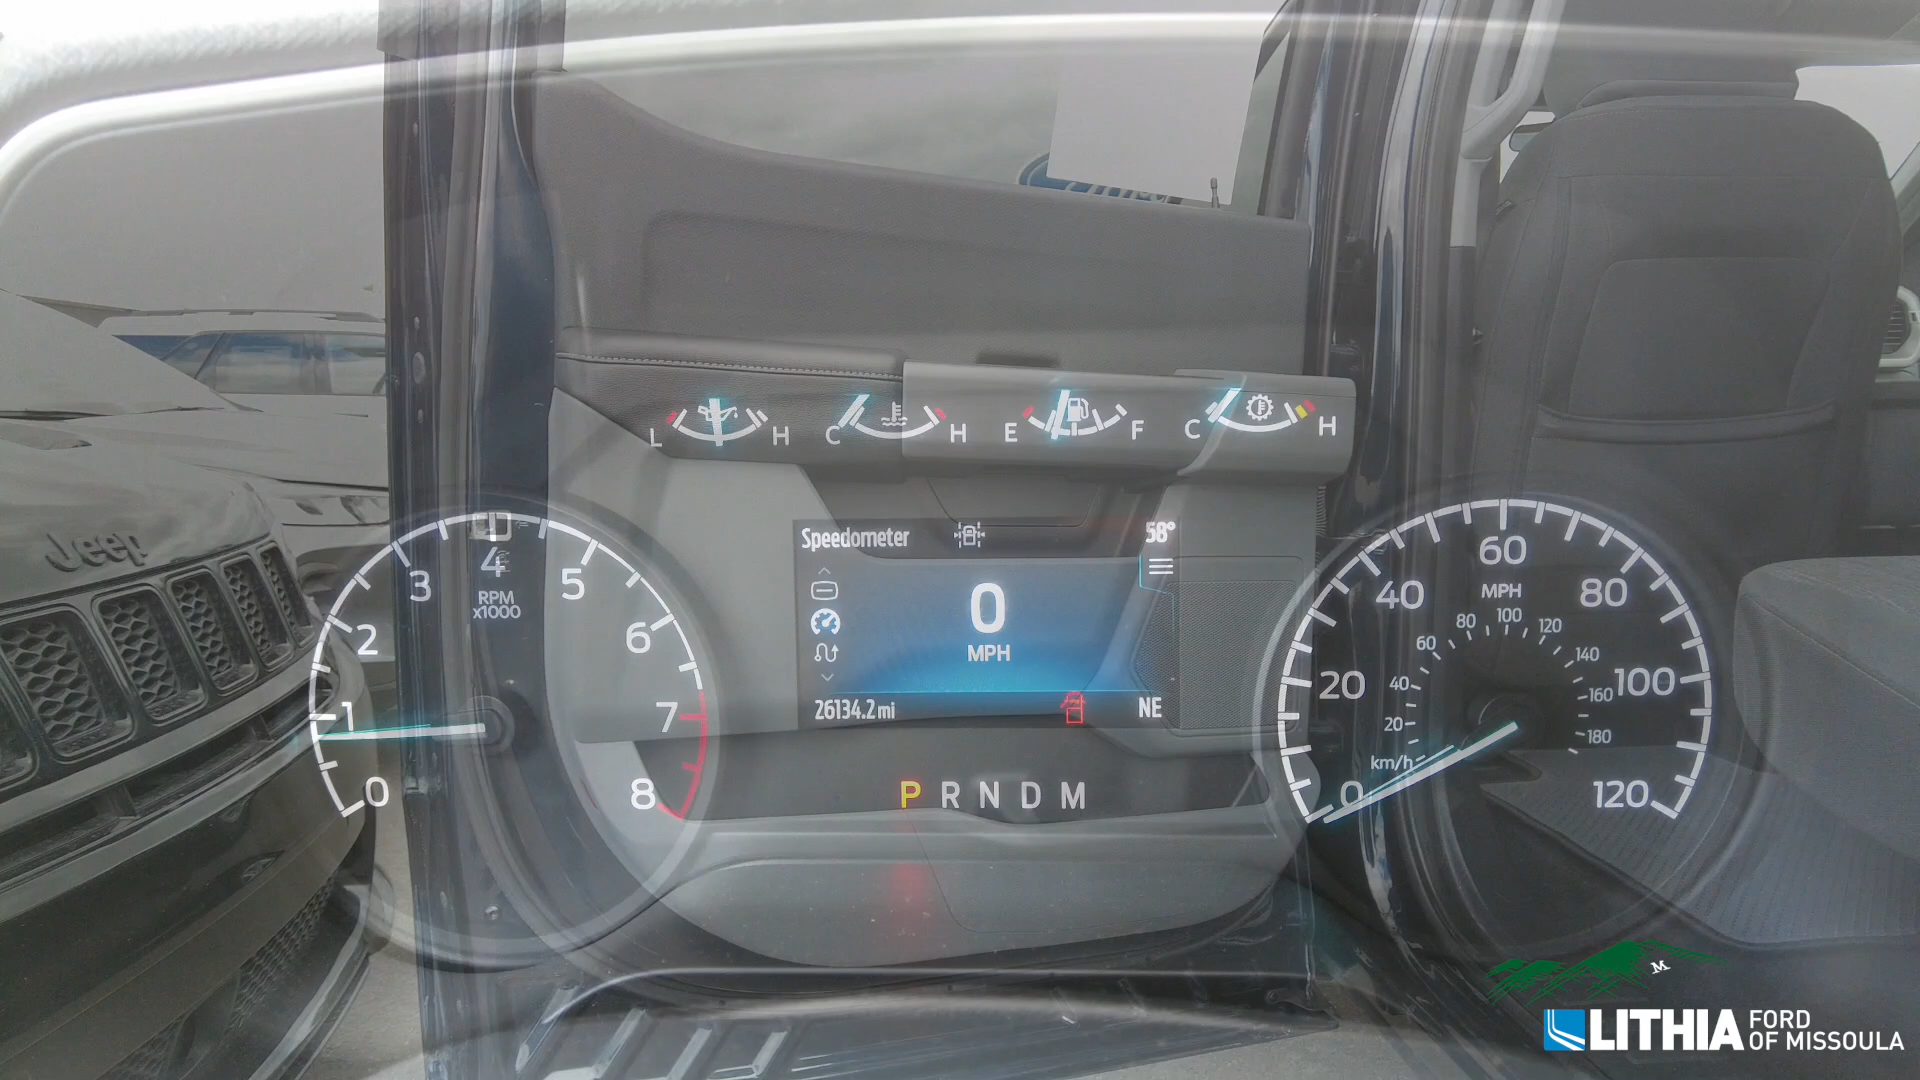 Jeep
L H C H E F C H
Speedometer 58°
0
MPH
26134.2 mi NE
P R N D M
0 1 2 3 4 5 6 7 8
RPM
x1000
0 20 40 60 80 100 120
MPH
20 40 60 80 100 120 140 160 180
km/h
M
LITHIA FORD
OF MISSOULA